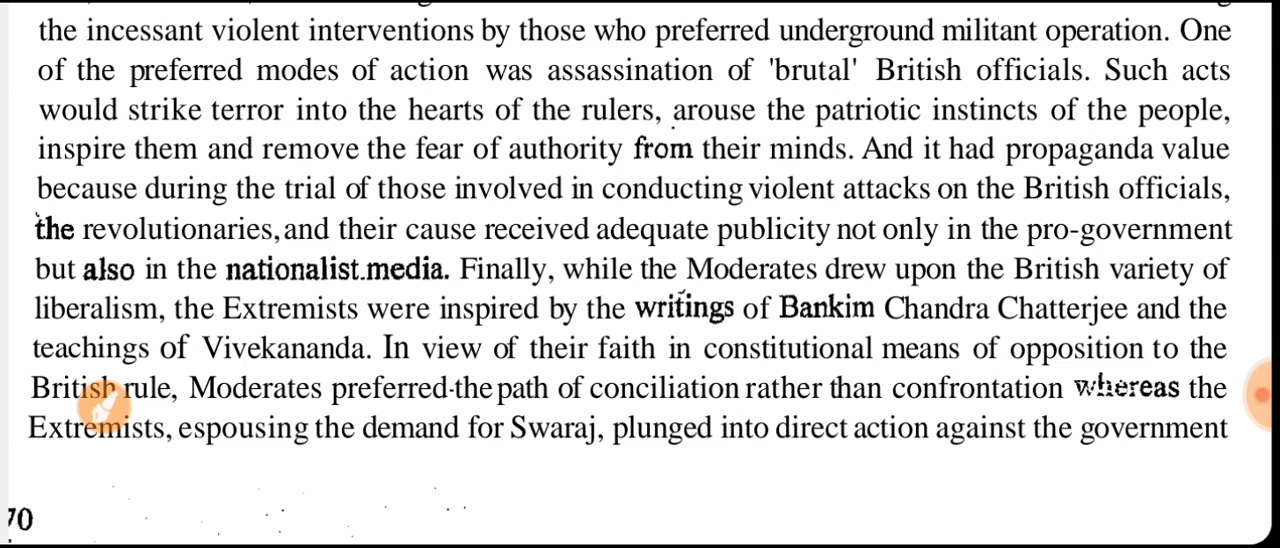 the incessant violent interventions by those who preferred underground militant operation. One
of the preferred modes of action was assassination of 'brutal' British officials. Such acts
would strike terror into the hearts of the rulers, arouse the patriotic instincts of the people,
inspire them and remove the fear of authority from their minds. And it had propaganda value
because during the trial of those involved in conducting violent attacks on the British officials,
the revolutionaries, and their cause received adequate publicity not only in the pro-government
but also in the nationalist.media. Finally, while the Moderates drew upon the British variety of
liberalism, the Extremists were inspired by the writings of Bankim Chandra Chatterjee and the
teachings of Vivekananda. In view of their faith in constitutional means of opposition to the
British rule, Moderates preferred-the path of conciliation rather than confrontation whereas the
Extremists, espousing the demand for Swaraj, plunged into direct action against the government
70